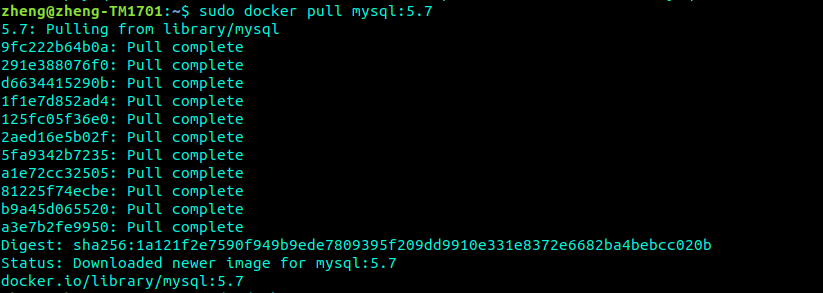 zheng@zheng-TM1701:~$ sudo docker pull mysql:5.7
5.7: Pulling from library/mysql
9fc222b64b0a: Pull complete
291e388076f0: Pull complete
d6634415290b: Pull complete
1f1e7d852ad4: Pull complete
125fc05f36e0: Pull complete
2aed16e5b02f: Pull complete
5fa9342b7235: Pull complete
a1e72cc32505: Pull complete
81225f74ecbe: Pull complete
b9a45d065520: Pull complete
a3e7b2fe9950: Pull complete
Digest: sha256:1a121f2e7590f949b9ede7809395f209dd9910e331e8372e6682ba4bebcc020b
Status: Downloaded newer image for mysql:5.7
docker.io/library/mysql:5.7